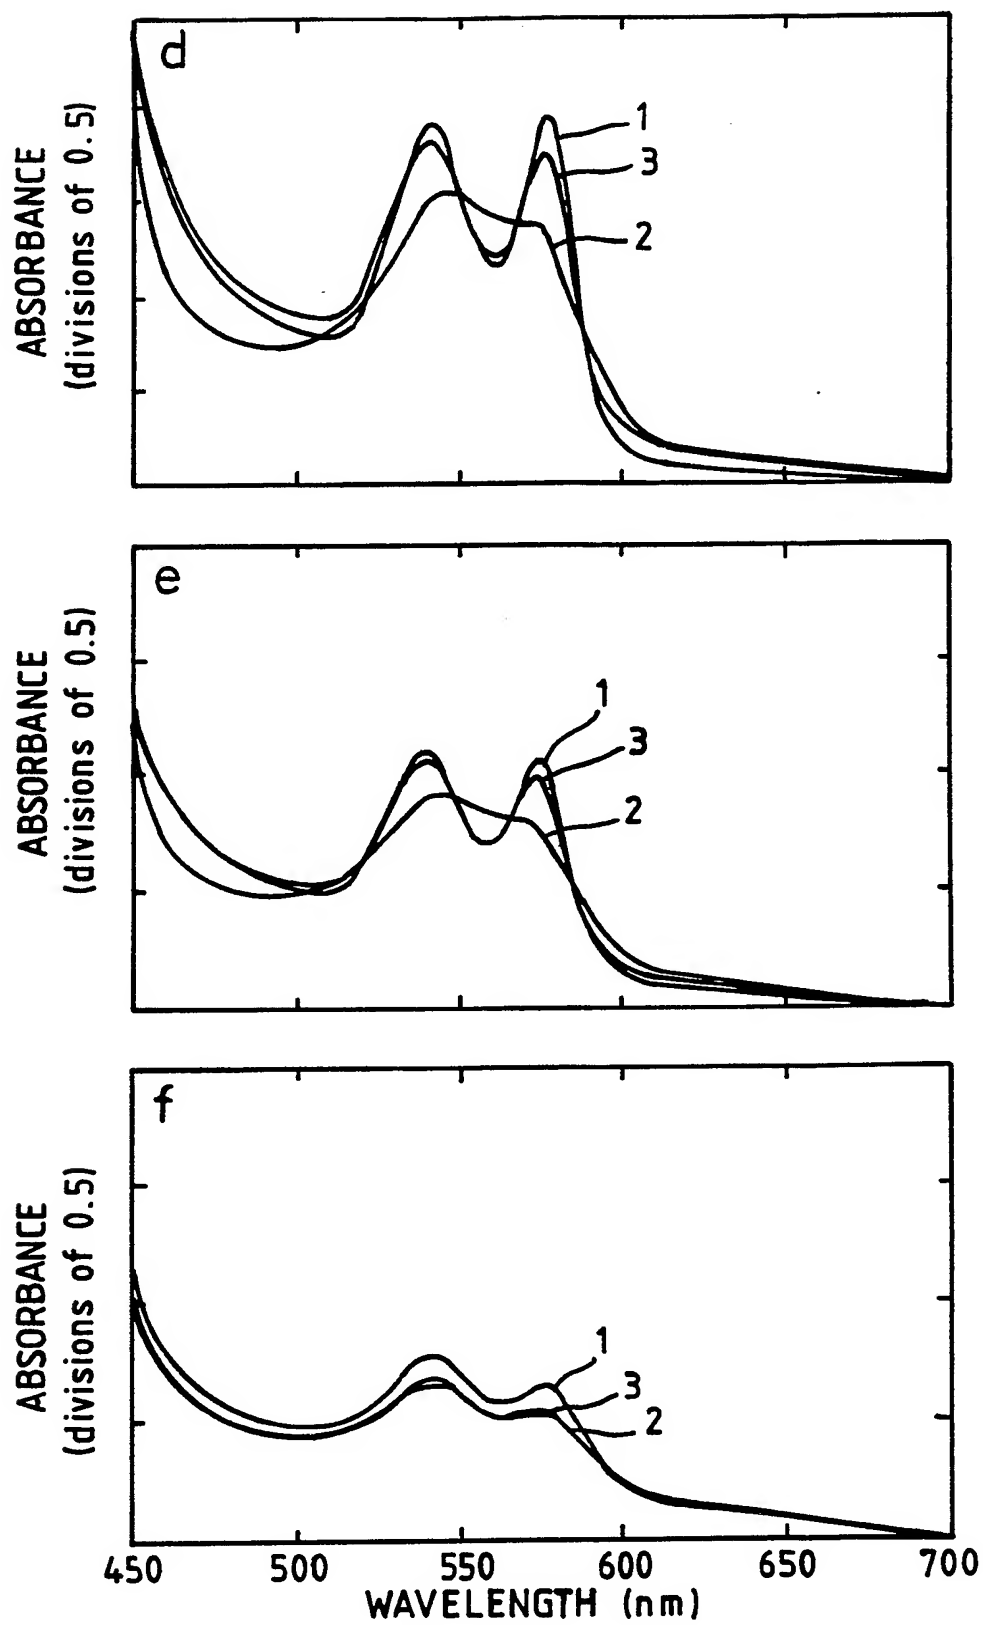 d
ABSORBANCE
(divisions of 0.5)
1
3
2
e
ABSORBANCE
(divisions of 0.5)
1
3
2
f
ABSORBANCE
(divisions of 0.5)
1
3
2
450 500 550 600 650 700
WAVELENGTH (nm)